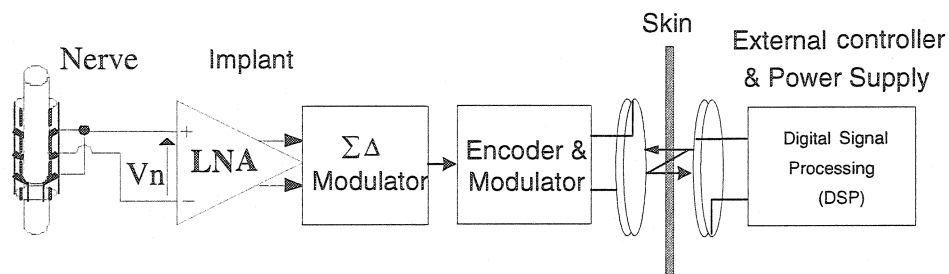 Nerve
Implant
Skin
External controller
& Power Supply
+
Vn
LNA
−
ΣΔ
Modulator
Encoder &
Modulator
Digital Signal
Processing
(DSP)